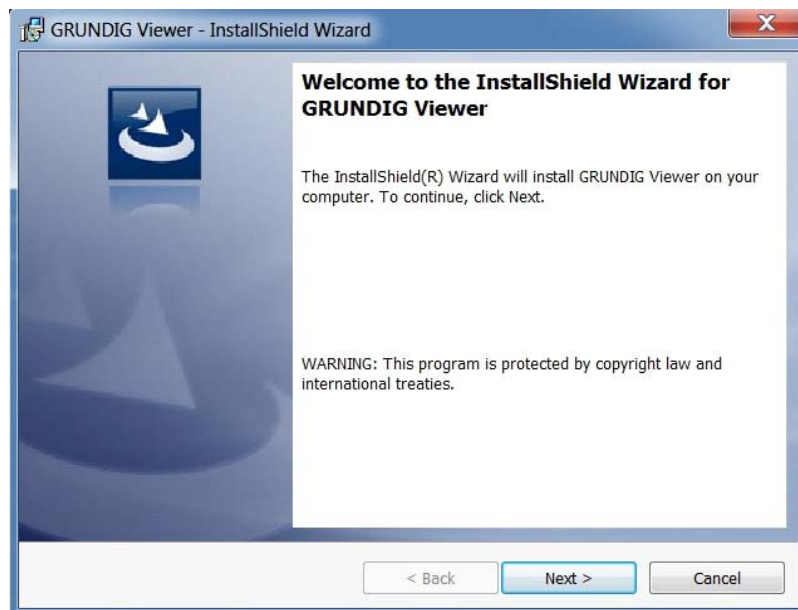 GRUNDIG Viewer - InstallShield Wizard
X
Welcome to the InstallShield Wizard for
GRUNDIG Viewer
The InstallShield(R) Wizard will install GRUNDIG Viewer on your
computer. To continue, click Next.
WARNING: This program is protected by copyright law and
international treaties.
< Back
Next >
Cancel